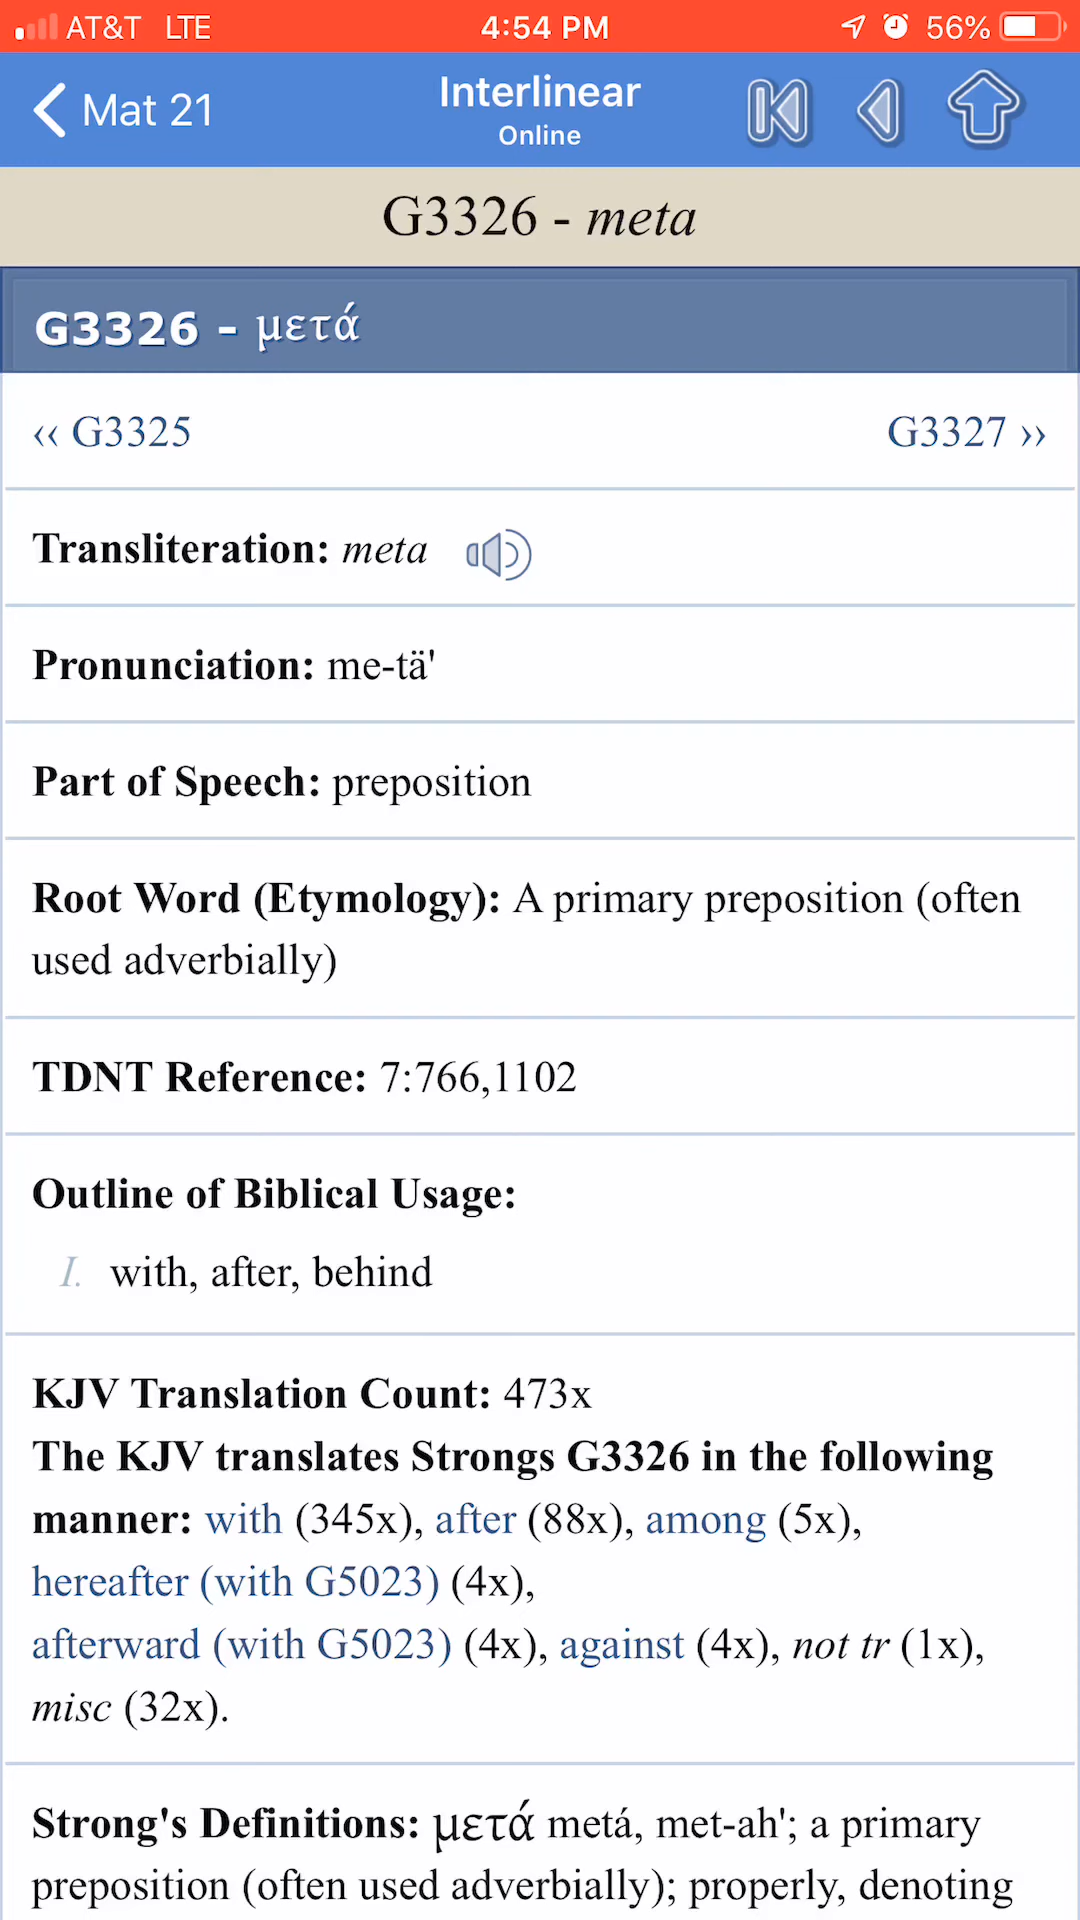 AT&T LTE 4:54 PM 56%
Mat 21 Interlinear
Online
G3326 - meta
G3326 - μετά
‹‹ G3325 G3327 ››
Transliteration: meta
Pronunciation: me-tä'
Part of Speech: preposition
Root Word (Etymology): A primary preposition (often
used adverbially)
TDNT Reference: 7:766,1102
Outline of Biblical Usage:
I. with, after, behind
KJV Translation Count: 473x
The KJV translates Strongs G3326 in the following
manner: with (345x), after (88x), among (5x),
hereafter (with G5023) (4x),
afterward (with G5023) (4x), against (4x), not tr (1x),
misc (32x).
Strong's Definitions: μετά metá, met-ah'; a primary
preposition (often used adverbially); properly, denoting